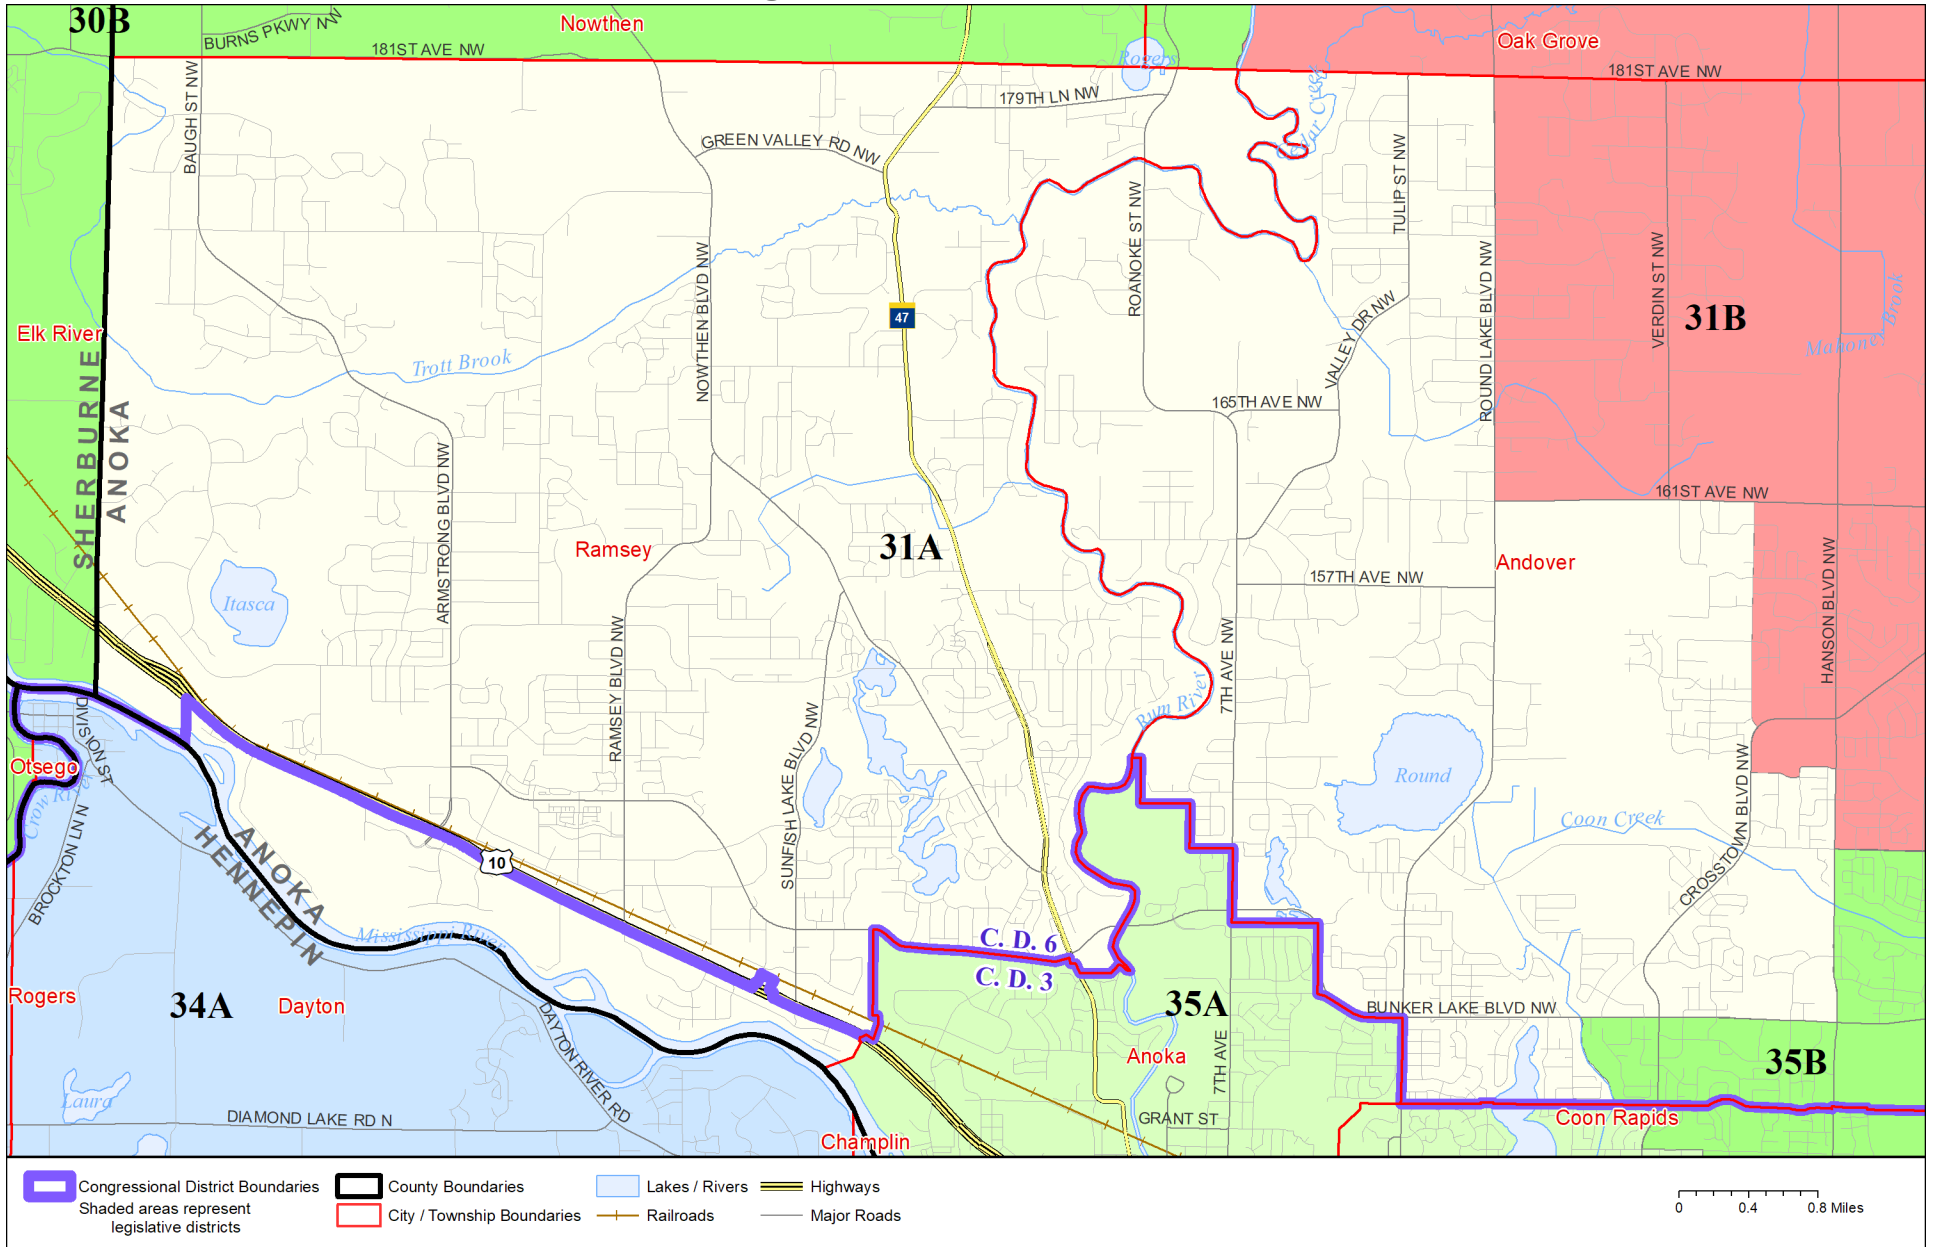 30B
BURNS PKWY NW
Nowthen
181ST AVE NW
Rogers
Oak Grove
181ST AVE NW
BAUGH ST NW
179TH LN NW
Cedar Creek
GREEN VALLEY RD NW
TULIP ST NW
ROANOKE ST NW
NOWTHEN BLVD NW
ROUND LAKE BLVD NW
VERDIN ST NW
31B
Mahoney Brook
47
Elk River
Trott Brook
VALLEY DR NW
165TH AVE NW
SHERBURNE
ANOKA
ARMSTRONG BLVD NW
161ST AVE NW
Ramsey
31A
Andover
HANSON BLVD NW
157TH AVE NW
Itasca
RAMSEY BLVD NW
7TH AVE NW
Rum River
SUNFISH LAKE BLVD NW
DIVISION ST
Otsego
Crow River
Round
CROSSTOWN BLVD NW
Coon Creek
BROCKTON LN N
ANOKA
HENNEPIN
10
Mississippi River
C. D. 6
C. D. 3
Rogers
34A
Dayton
35A
BUNKER LAKE BLVD NW
DAYTON RIVER RD
Anoka
7TH AVE
35B
Laura
DIAMOND LAKE RD N
GRANT ST
Coon Rapids
Champlin
Congressional District Boundaries
Shaded areas represent
legislative districts
County Boundaries
City / Township Boundaries
Lakes / Rivers
Railroads
Highways
Major Roads
0 0.4 0.8 Miles